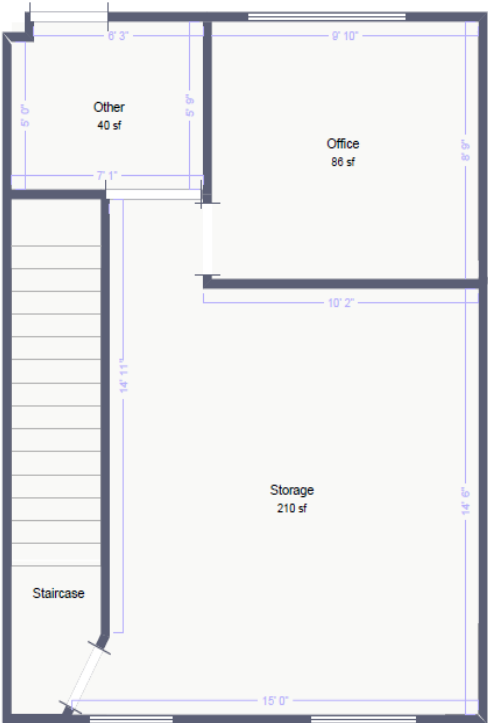 6' 3"
9' 10"
Other
40 sf
5' 0"
5' 9"
Office
86 sf
8' 9"
7' 1"
10' 2"
14' 11"
Storage
210 sf
14' 6"
Staircase
15' 0"